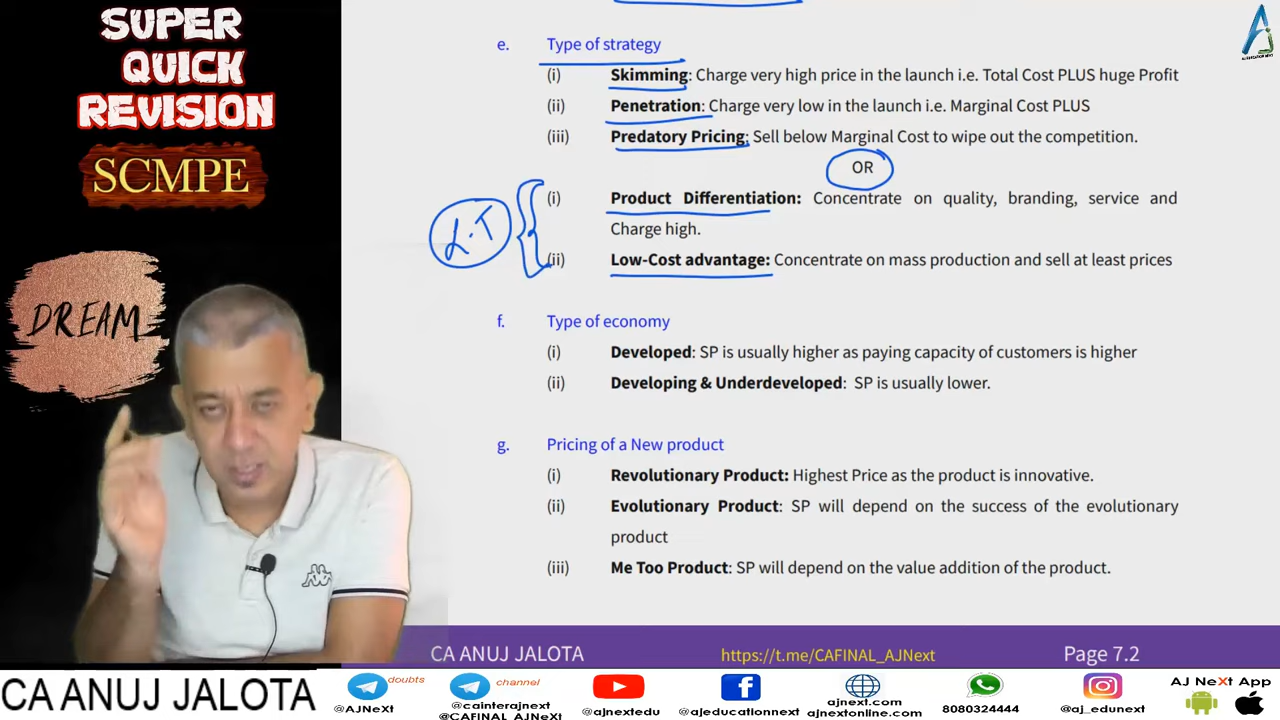 SUPER
QUICK
REVISION
SCMPE
DREAM
e. Type of strategy
(i) Skimming: Charge very high price in the launch i.e. Total Cost PLUS huge Profit
(ii) Penetration: Charge very low in the launch i.e. Marginal Cost PLUS
(iii) Predatory Pricing: Sell below Marginal Cost to wipe out the competition.
OR
L.T
(i) Product Differentiation: Concentrate on quality, branding, service and
Charge high.
(ii) Low-Cost advantage: Concentrate on mass production and sell at least prices
f. Type of economy
(i) Developed: SP is usually higher as paying capacity of customers is higher
(ii) Developing & Underdeveloped: SP is usually lower.
g. Pricing of a New product
(i) Revolutionary Product: Highest Price as the product is innovative.
(ii) Evolutionary Product: SP will depend on the success of the evolutionary
product
(iii) Me Too Product: SP will depend on the value addition of the product.
CA ANUJ JALOTA https://t.me/CAFINAL_AJNext Page 7.2
CA ANUJ JALOTA
doubts
@AJNeXt
channel
@cainterajnext
@CAFINAL_AJNeXt
@ajnextedu
@ajeducationnext
ajnext.com
ajnextonline.com
8080324444
@aj_edunext
AJ NeXt App